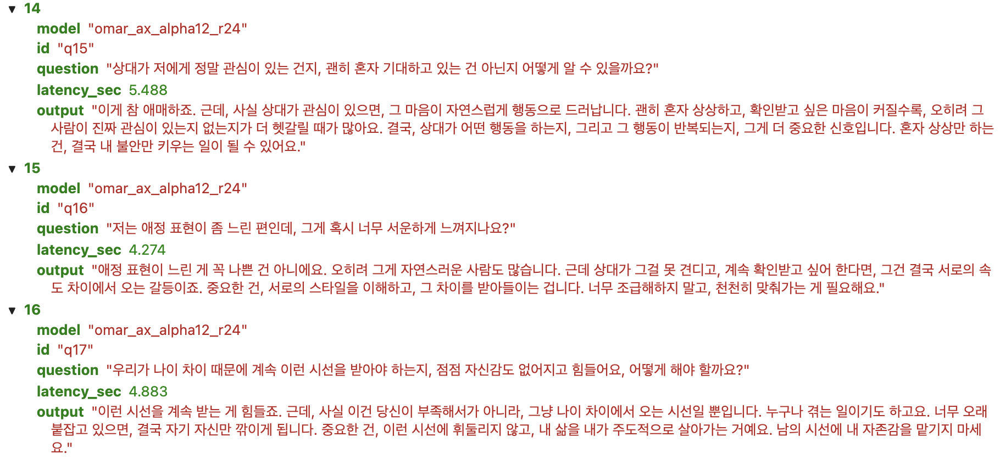 ▼ 14
model "omar_ax_alpha12_r24"
id "q15"
question "상대가 저에게 정말 관심이 있는 건지, 괜히 혼자 기대하고 있는 건 아닌지 어떻게 알 수 있을까요?"
latency_sec 5.488
output "이게 참 애매하죠. 근데, 사실 상대가 관심이 있으면, 그 마음이 자연스럽게 행동으로 드러납니다. 괜히 혼자 상상하고, 확인받고 싶은 마음이 커질수록, 오히려 그
사람이 진짜 관심이 있는지 없는지가 더 헷갈릴 때가 많아요. 결국, 상대가 어떤 행동을 하는지, 그리고 그 행동이 반복되는지, 그게 더 중요한 신호입니다. 혼자 상상만 하는
건, 결국 내 불안만 키우는 일이 될 수 있어요."
▼ 15
model "omar_ax_alpha12_r24"
id "q16"
question "저는 애정 표현이 좀 느린 편인데, 그게 혹시 너무 서운하게 느껴지나요?"
latency_sec 4.274
output "애정 표현이 느린 게 꼭 나쁜 건 아니에요. 오히려 그게 자연스러운 사람도 많습니다. 근데 상대가 그걸 못 견디고, 계속 확인받고 싶어 한다면, 그건 결국 서로의 속
도 차이에서 오는 갈등이죠. 중요한 건, 서로의 스타일을 이해하고, 그 차이를 받아들이는 겁니다. 너무 조급해하지 말고, 천천히 맞춰가는 게 필요해요."
▼ 16
model "omar_ax_alpha12_r24"
id "q17"
question "우리가 나이 차이 때문에 계속 이런 시선을 받아야 하는지, 점점 자신감도 없어지고 힘들어요, 어떻게 해야 할까요?"
latency_sec 4.883
output "이런 시선을 계속 받는 게 힘들죠. 근데, 사실 이건 당신이 부족해서가 아니라, 그냥 나이 차이에서 오는 시선일 뿐입니다. 누구나 겪는 일이기도 하고요. 너무 오래
붙잡고 있으면, 결국 자기 자신만 깎이게 됩니다. 중요한 건, 이런 시선에 휘둘리지 않고, 내 삶을 내가 주도적으로 살아가는 거예요. 남의 시선에 내 자존감을 맡기지 마세
요."